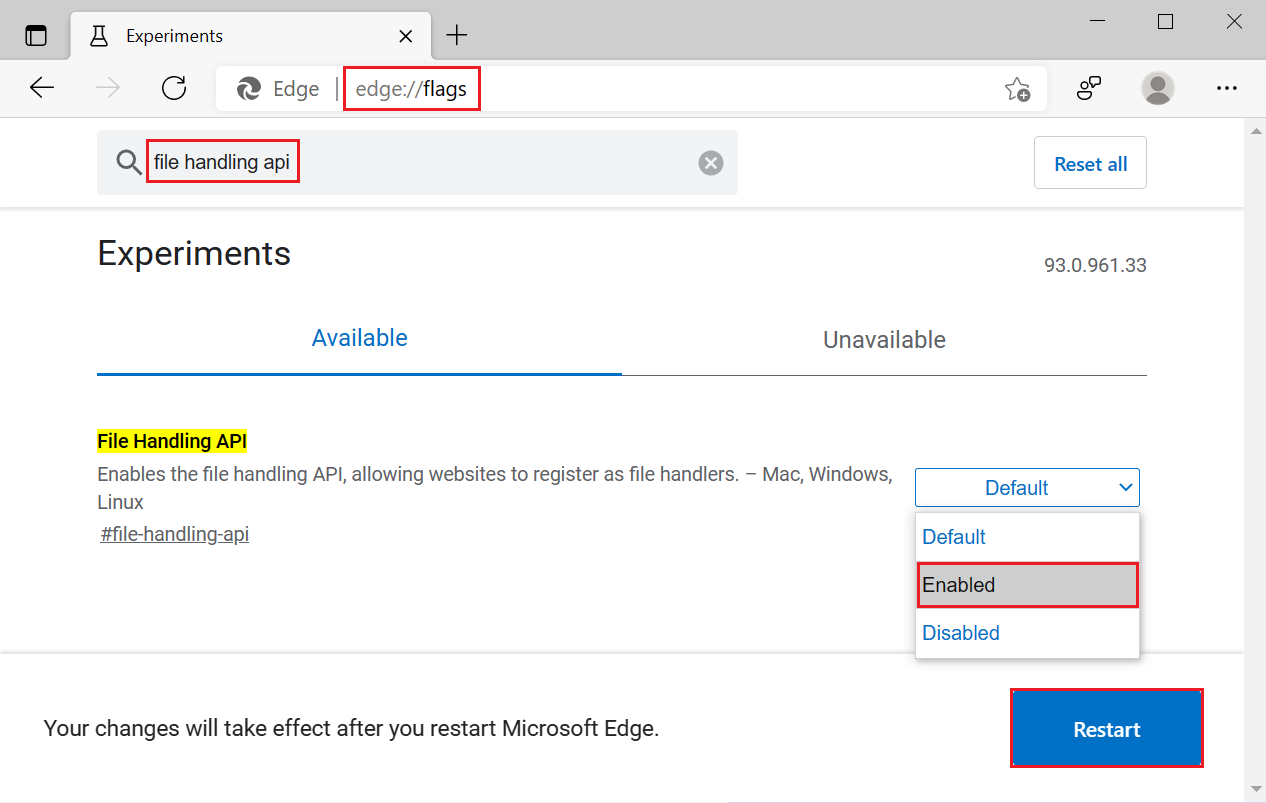 Experiments
Edge | edge://flags
file handling api
Reset all
Experiments
93.0.961.33
Available
Unavailable
File Handling API
Enables the file handling API, allowing websites to register as file handlers. – Mac, Windows,
Linux
#file-handling-api
Default
Default
Enabled
Disabled
Your changes will take effect after you restart Microsoft Edge.
Restart